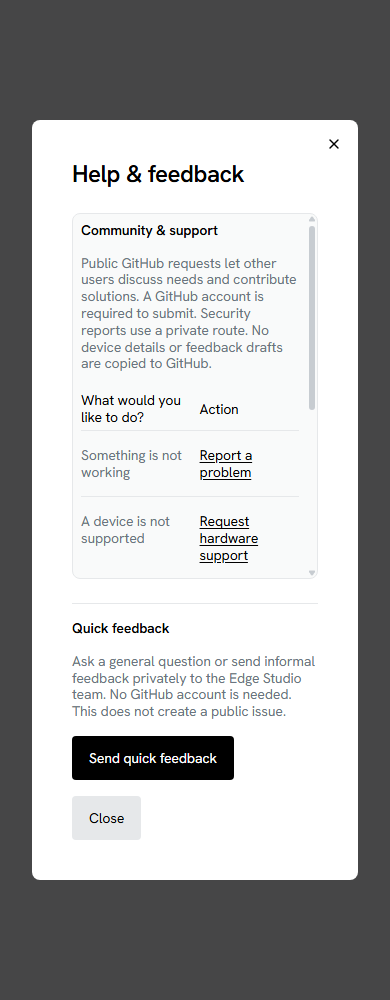 Help & feedback
Community & support
Public GitHub requests let other
users discuss needs and contribute
solutions. A GitHub account is
required to submit. Security
reports use a private route. No
device details or feedback drafts
are copied to GitHub.
What would you
like to do?
Action
Something is not
working
Report a
problem
A device is not
supported
Request
hardware
support
Quick feedback
Ask a general question or send informal
feedback privately to the Edge Studio
team. No GitHub account is needed.
This does not create a public issue.
Send quick feedback
Close